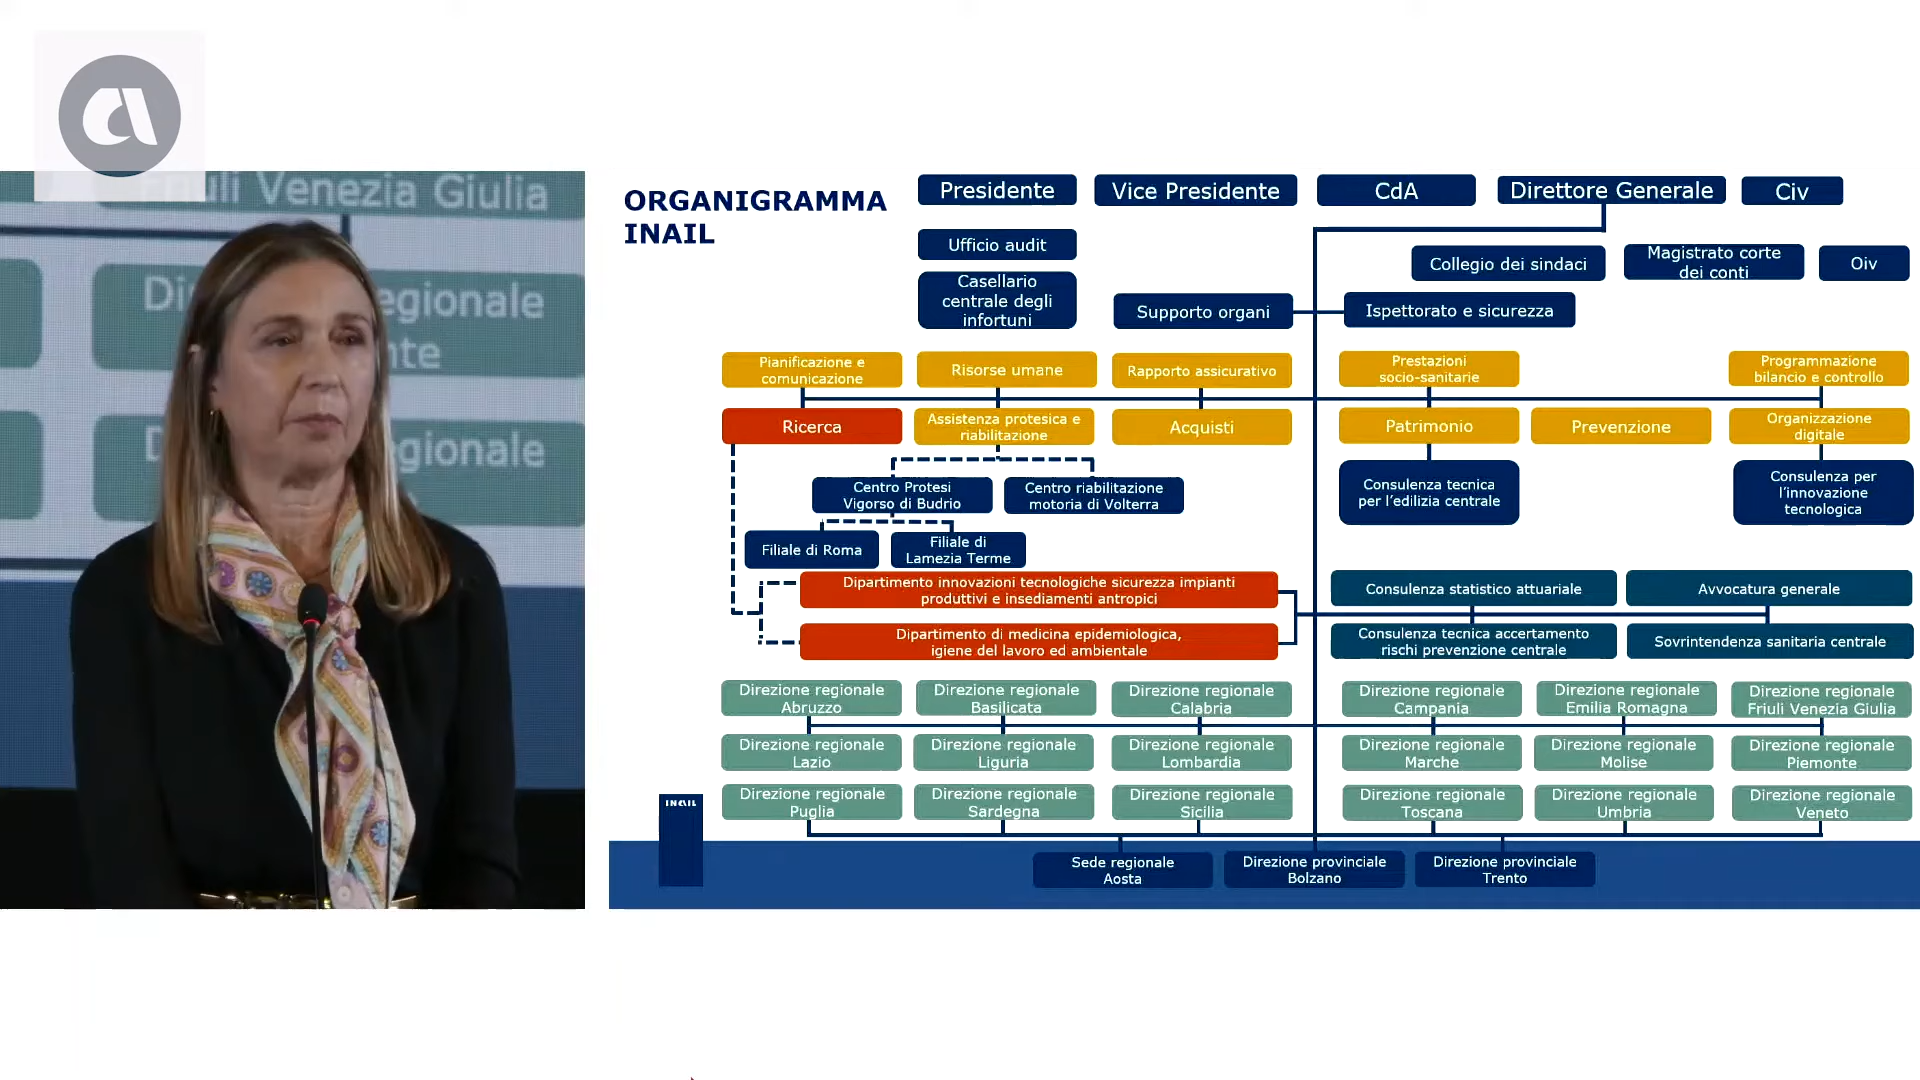 Friuli Venezia Giulia
egionale
nte
egionale
ORGANIGRAMMA
INAIL
Presidente
Vice Presidente
CdA
Direttore Generale
Civ
Ufficio audit
Collegio dei sindaci
Magistrato corte
dei conti
Oiv
Casellario
centrale degli
infortuni
Supporto organi
Ispettorato e sicurezza
Pianificazione e
comunicazione
Risorse umane
Rapporto assicurativo
Prestazioni
socio-sanitarie
Programmazione
bilancio e controllo
Ricerca
Assistenza protesica e
riabilitazione
Acquisti
Patrimonio
Prevenzione
Organizzazione
digitale
Centro Protesi
Vigorso di Budrio
Centro riabilitazione
motoria di Volterra
Consulenza tecnica
per l’edilizia centrale
Consulenza per
l’innovazione
tecnologica
Filiale di Roma
Filiale di
Lamezia Terme
Dipartimento innovazioni tecnologiche sicurezza impianti
produttivi e insediamenti antropici
Consulenza statistico attuariale
Avvocatura generale
Dipartimento di medicina epidemiologica,
igiene del lavoro ed ambientale
Consulenza tecnica accertamento
rischi prevenzione centrale
Sovrintendenza sanitaria centrale
Direzione regionale
Abruzzo
Direzione regionale
Basilicata
Direzione regionale
Calabria
Direzione regionale
Campania
Direzione regionale
Emilia Romagna
Direzione regionale
Friuli Venezia Giulia
Direzione regionale
Lazio
Direzione regionale
Liguria
Direzione regionale
Lombardia
Direzione regionale
Marche
Direzione regionale
Molise
Direzione regionale
Piemonte
Direzione regionale
Puglia
Direzione regionale
Sardegna
Direzione regionale
Sicilia
Direzione regionale
Toscana
Direzione regionale
Umbria
Direzione regionale
Veneto
INAIL
Sede regionale
Aosta
Direzione provinciale
Bolzano
Direzione provinciale
Trento